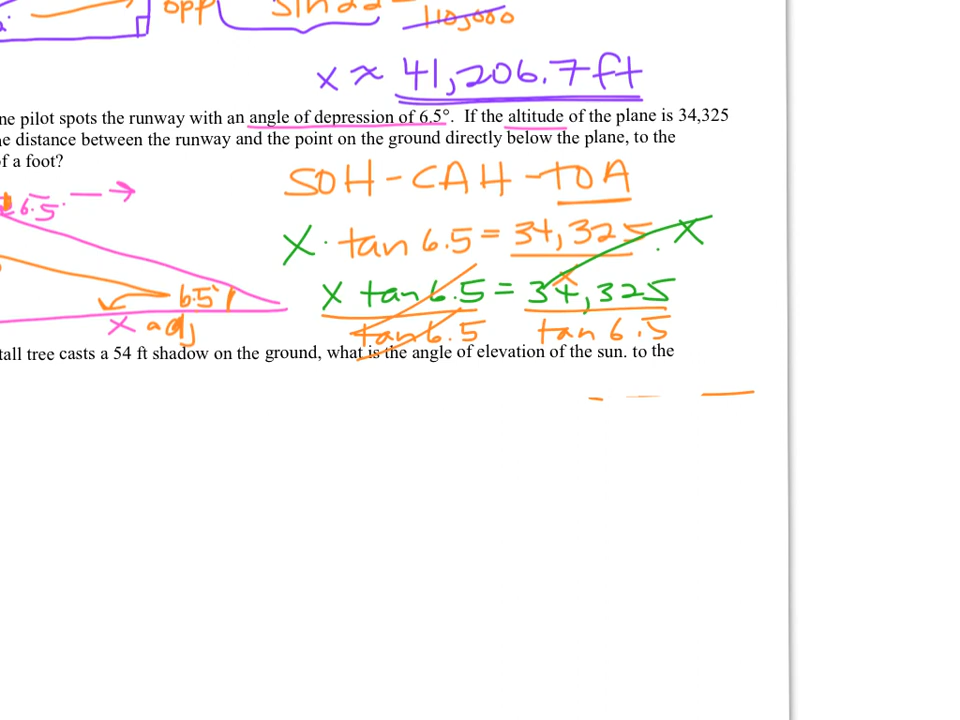 opp sin 22 110,000
x ≈ 41,206.7 ft
ne pilot spots the runway with an angle of depression of 6.5°. If the altitude of the plane is 34,325
e distance between the runway and the point on the ground directly below the plane, to the
f a foot?
SOH-CAH-TOA
6.5
x · tan 6.5 = 34,325 · x
x tan 6.5 = 34,325
6.5°
tan 6.5 tan 6.5
x adj
tall tree casts a 54 ft shadow on the ground, what is the angle of elevation of the sun. to the